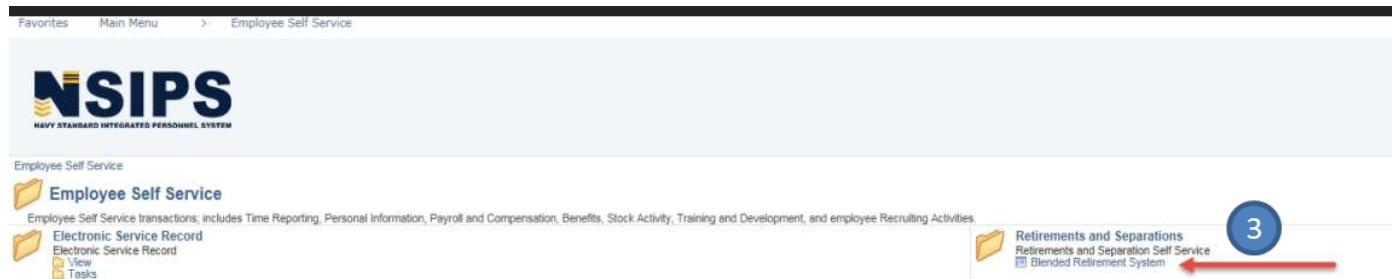 Favorites Main Menu > Employee Self Service
NSIPS
NAVY STANDARD INTEGRATED PERSONNEL SYSTEM
Employee Self Service
Employee Self Service
Employee Self Service transactions; includes Time Reporting, Personal Information, Payroll and Compensation, Benefits, Stock Activity, Training and Development, and employee Recruiting Activities.
Electronic Service Record
Electronic Service Record
View
Tasks
Retirements and Separations
Retirements and Separation Self Service
Blended Retirement System
3